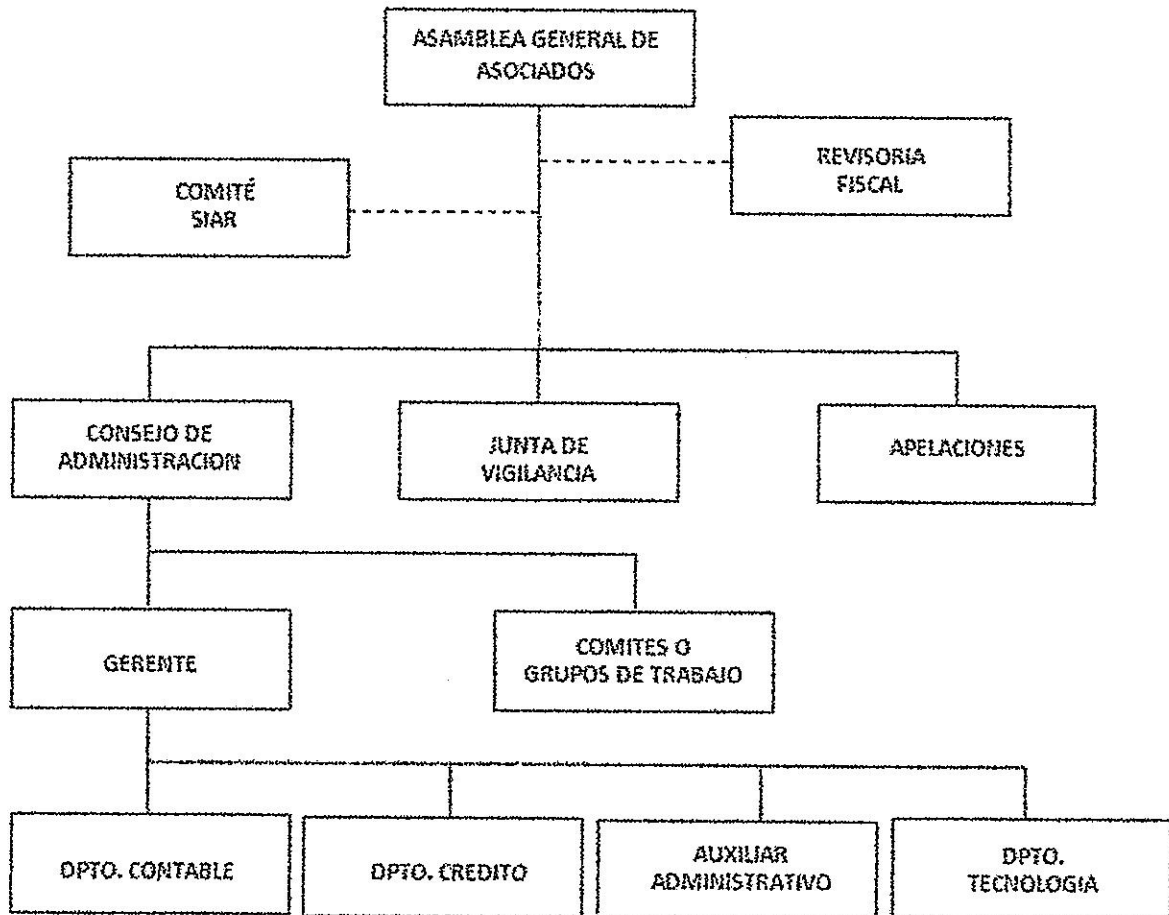 ASAMBLEA GENERAL DE
ASOCIADOS
REVISORIA
FISCAL
COMITÉ
SIAR
CONSEJO DE
ADMINISTRACION
JUNTA DE
VIGILANCIA
APELACIONES
GERENTE
COMITES O
GRUPOS DE TRABAJO
DPTO. CONTABLE
DPTO. CREDITO
AUXILIAR
ADMINISTRATIVO
DPTO.
TECNOLOGIA